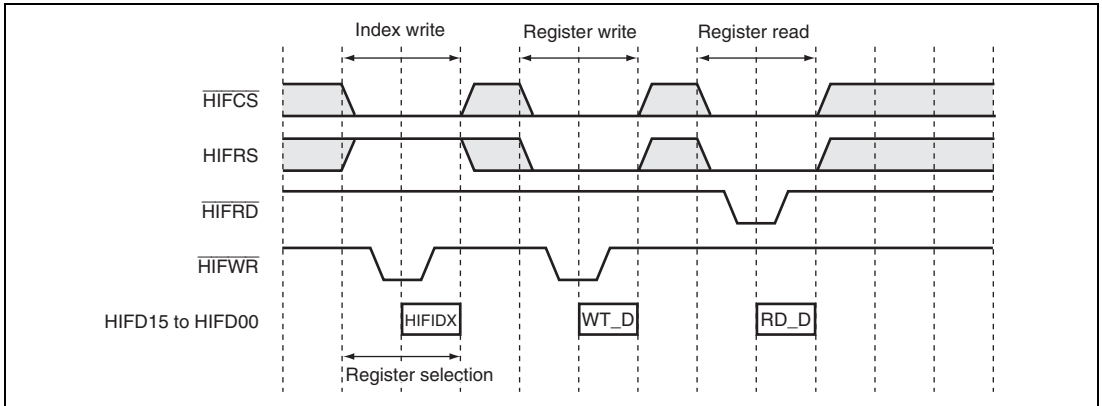 Index write
Register write
Register read
HIFCS
HIFRS
HIFRD
HIFWR
HIFD15 to HIFD00
HIFIDX
WT_D
RD_D
Register selection